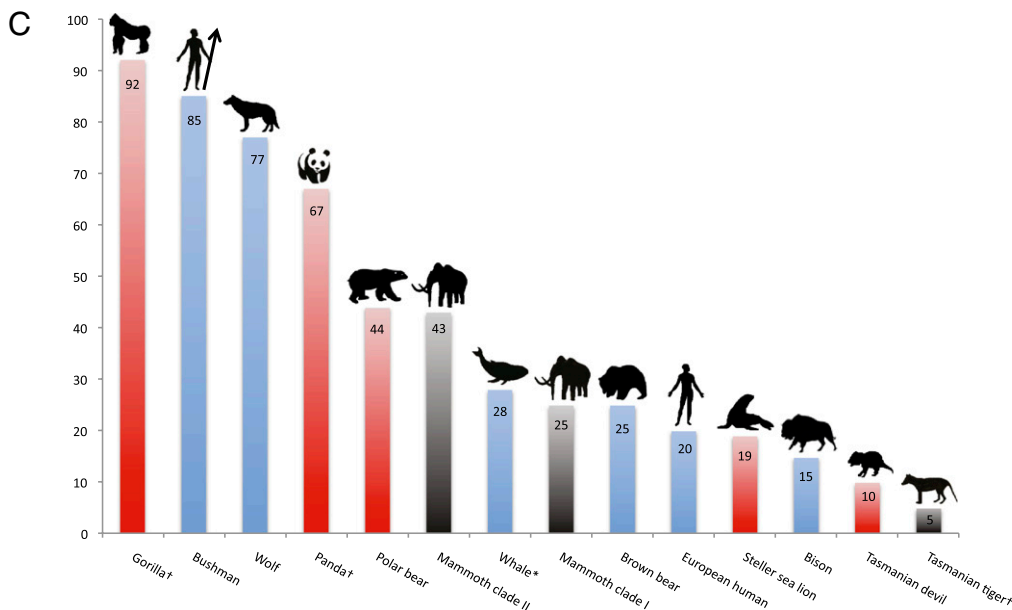 C
100
90
80
70
60
50
40
30
20
10
0
92
85
77
67
44
43
28
25
25
20
19
15
10
5
Gorilla†
Bushman
Wolf
Panda†
Polar bear
Mammoth clade II
Whale*
Mammoth clade I
Brown bear
European human
Steller sea lion
Bison
Tasmanian devil
Tasmanian tiger†